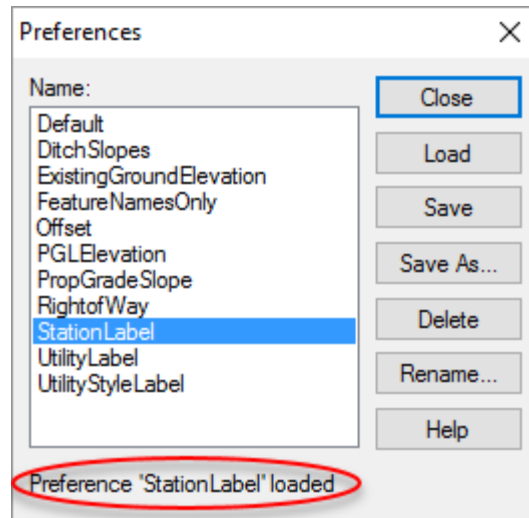 Preferences
Name:
Default
DitchSlopes
ExistingGroundElevation
FeatureNamesOnly
Offset
PGLElevation
PropGradeSlope
RightofWay
StationLabel
UtilityLabel
UtilityStyleLabel
Close
Load
Save
Save As...
Delete
Rename...
Help
Preference 'StationLabel' loaded